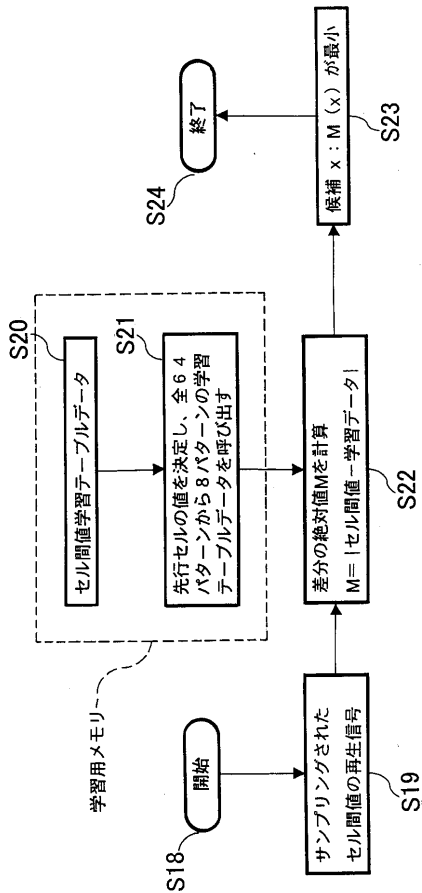 S18
開始
サンプリングされた
セル間値の再生信号
S19
学習用メモリ
S20
セル間値学習テーブルデータ
S21
先行セルの値を決定し、全64
パターンから8パターンの学習
テーブルデータを呼び出す
差分の絶対値Mを計算
M=|セル間値-学習データ|
S22
候補 x:M(x)が最小
S23
S24
終了